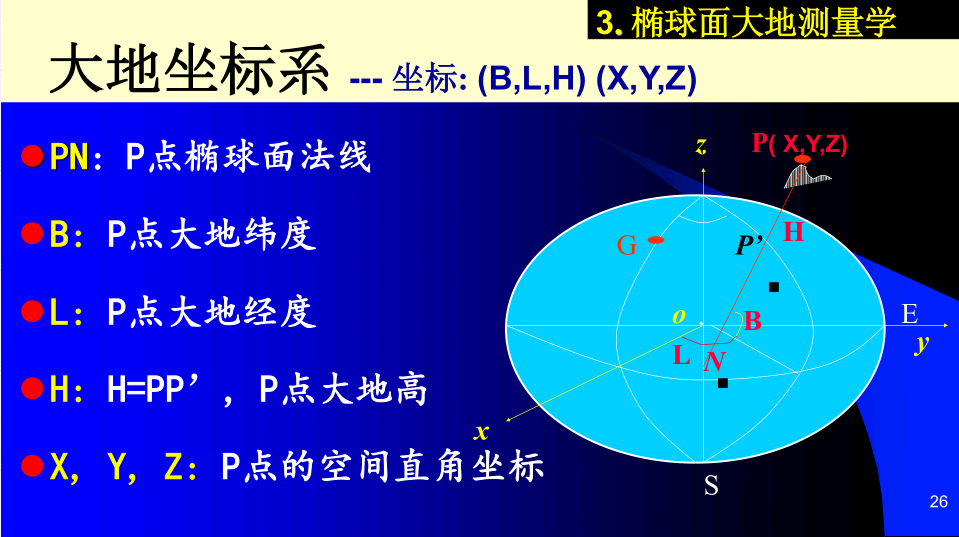 3. 椭球面大地测量学
大地坐标系 --- 坐标: (B,L,H) (X,Y,Z)
PN: P点椭球面法线
B: P点大地纬度
L: P点大地经度
H: H=PP’,P点大地高
X, Y, Z: P点的空间直角坐标
z
P( X,Y,Z)
G
P’
H
o
B
E
y
L
N
x
S
26